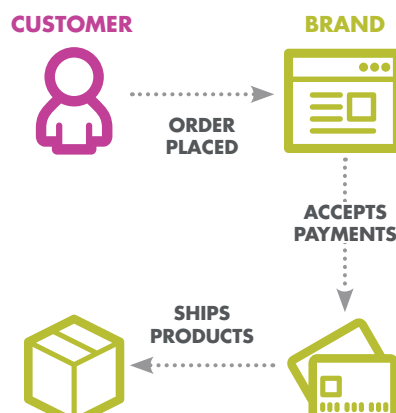 CUSTOMER
BRAND
ORDER
PLACED
ACCEPTS
PAYMENTS
SHIPS
PRODUCTS